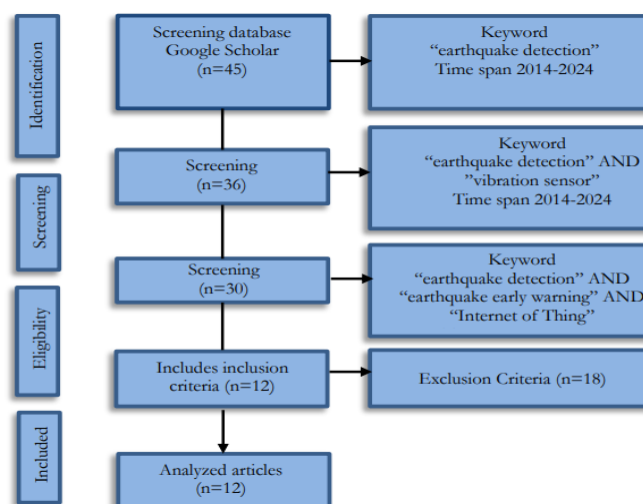 Identification
Screening database
Google Scholar
(n=45)
Keyword
“earthquake detection”
Time span 2014-2024
Screening
Screening
(n=36)
Keyword
“earthquake detection” AND
”vibration sensor”
Time span 2014-2024
Screening
(n=30)
Keyword
“earthquake detection” AND
“earthquake early warning” AND
“Internet of Thing”
Eligibility
Includes inclusion
criteria (n=12)
Exclusion Criteria (n=18)
Included
Analyzed articles
(n=12)